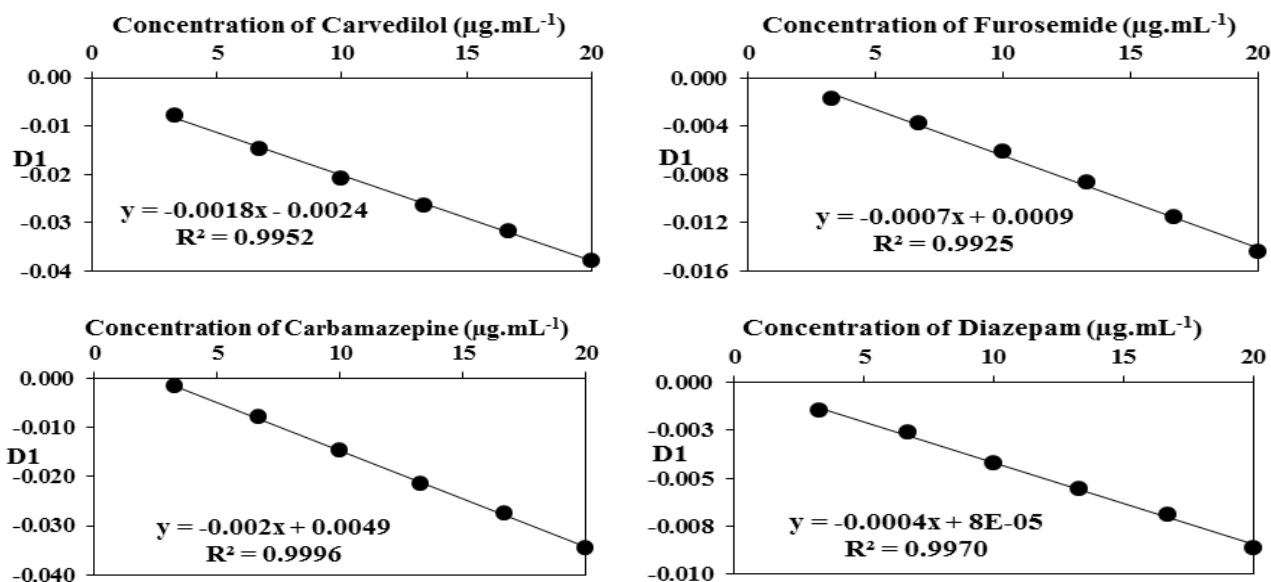 Concentration of Carvedilol (µg.mL⁻¹)
0 5 10 15 20
0.00
-0.01
D1
-0.02
-0.03
-0.04
y = -0.0018x - 0.0024
R² = 0.9952
Concentration of Furosemide (µg.mL⁻¹)
0 5 10 15 20
0.000
-0.004
D1
-0.008
-0.012
-0.016
y = -0.0007x + 0.0009
R² = 0.9925
Concentration of Carbamazepine (µg.mL⁻¹)
0 5 10 15 20
0.000
-0.010
D1
-0.020
-0.030
-0.040
y = -0.002x + 0.0049
R² = 0.9996
Concentration of Diazepam (µg.mL⁻¹)
0 5 10 15 20
0.000
-0.003
D1
-0.005
-0.008
-0.010
y = -0.0004x + 8E-05
R² = 0.9970